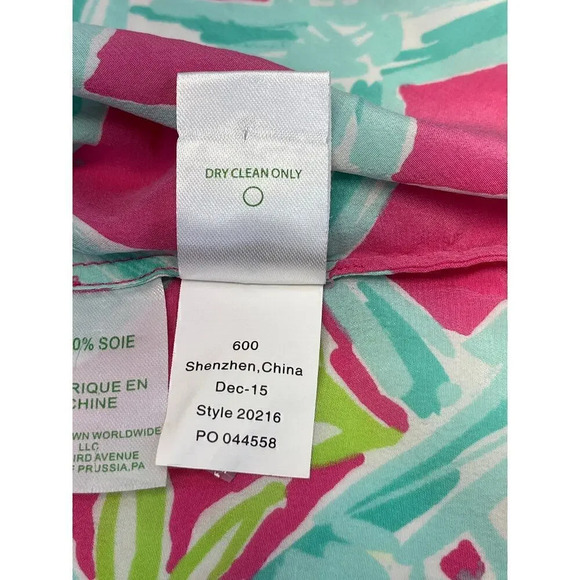 DRY CLEAN ONLY
0% SOIE
RIQUE EN
CHINE
WN WORLDWIDE
LLC
IRD AVENUE
F PRUSSIA,PA
600
Shenzhen,China
Dec-15
Style 20216
PO 044558